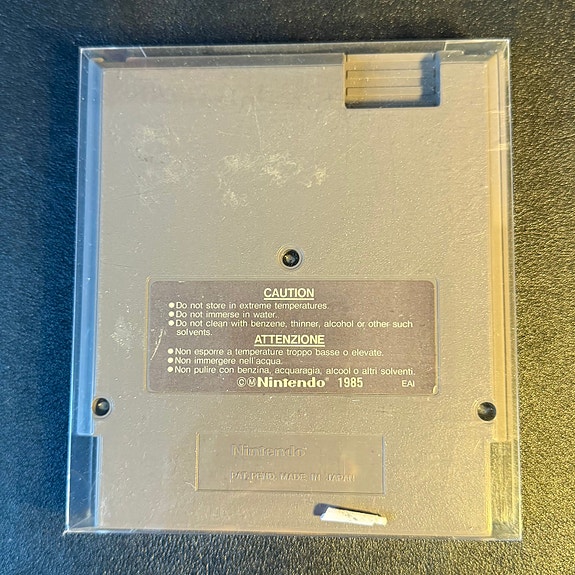 CAUTION
●Do not store in extreme temperatures.
●Do not immerse in water.
●Do not clean with benzene, thinner, alcohol or other such
solvents.
ATTENZIONE
●Non esporre a temperature troppo basse o elevate.
●Non immergere nell'acqua.
●Non pulire con benzina, acquaragia, alcool o altri solventi.
©ⓂNintendo® 1985 EAI
Nintendo®
PAT. PEND. MADE IN JAPAN